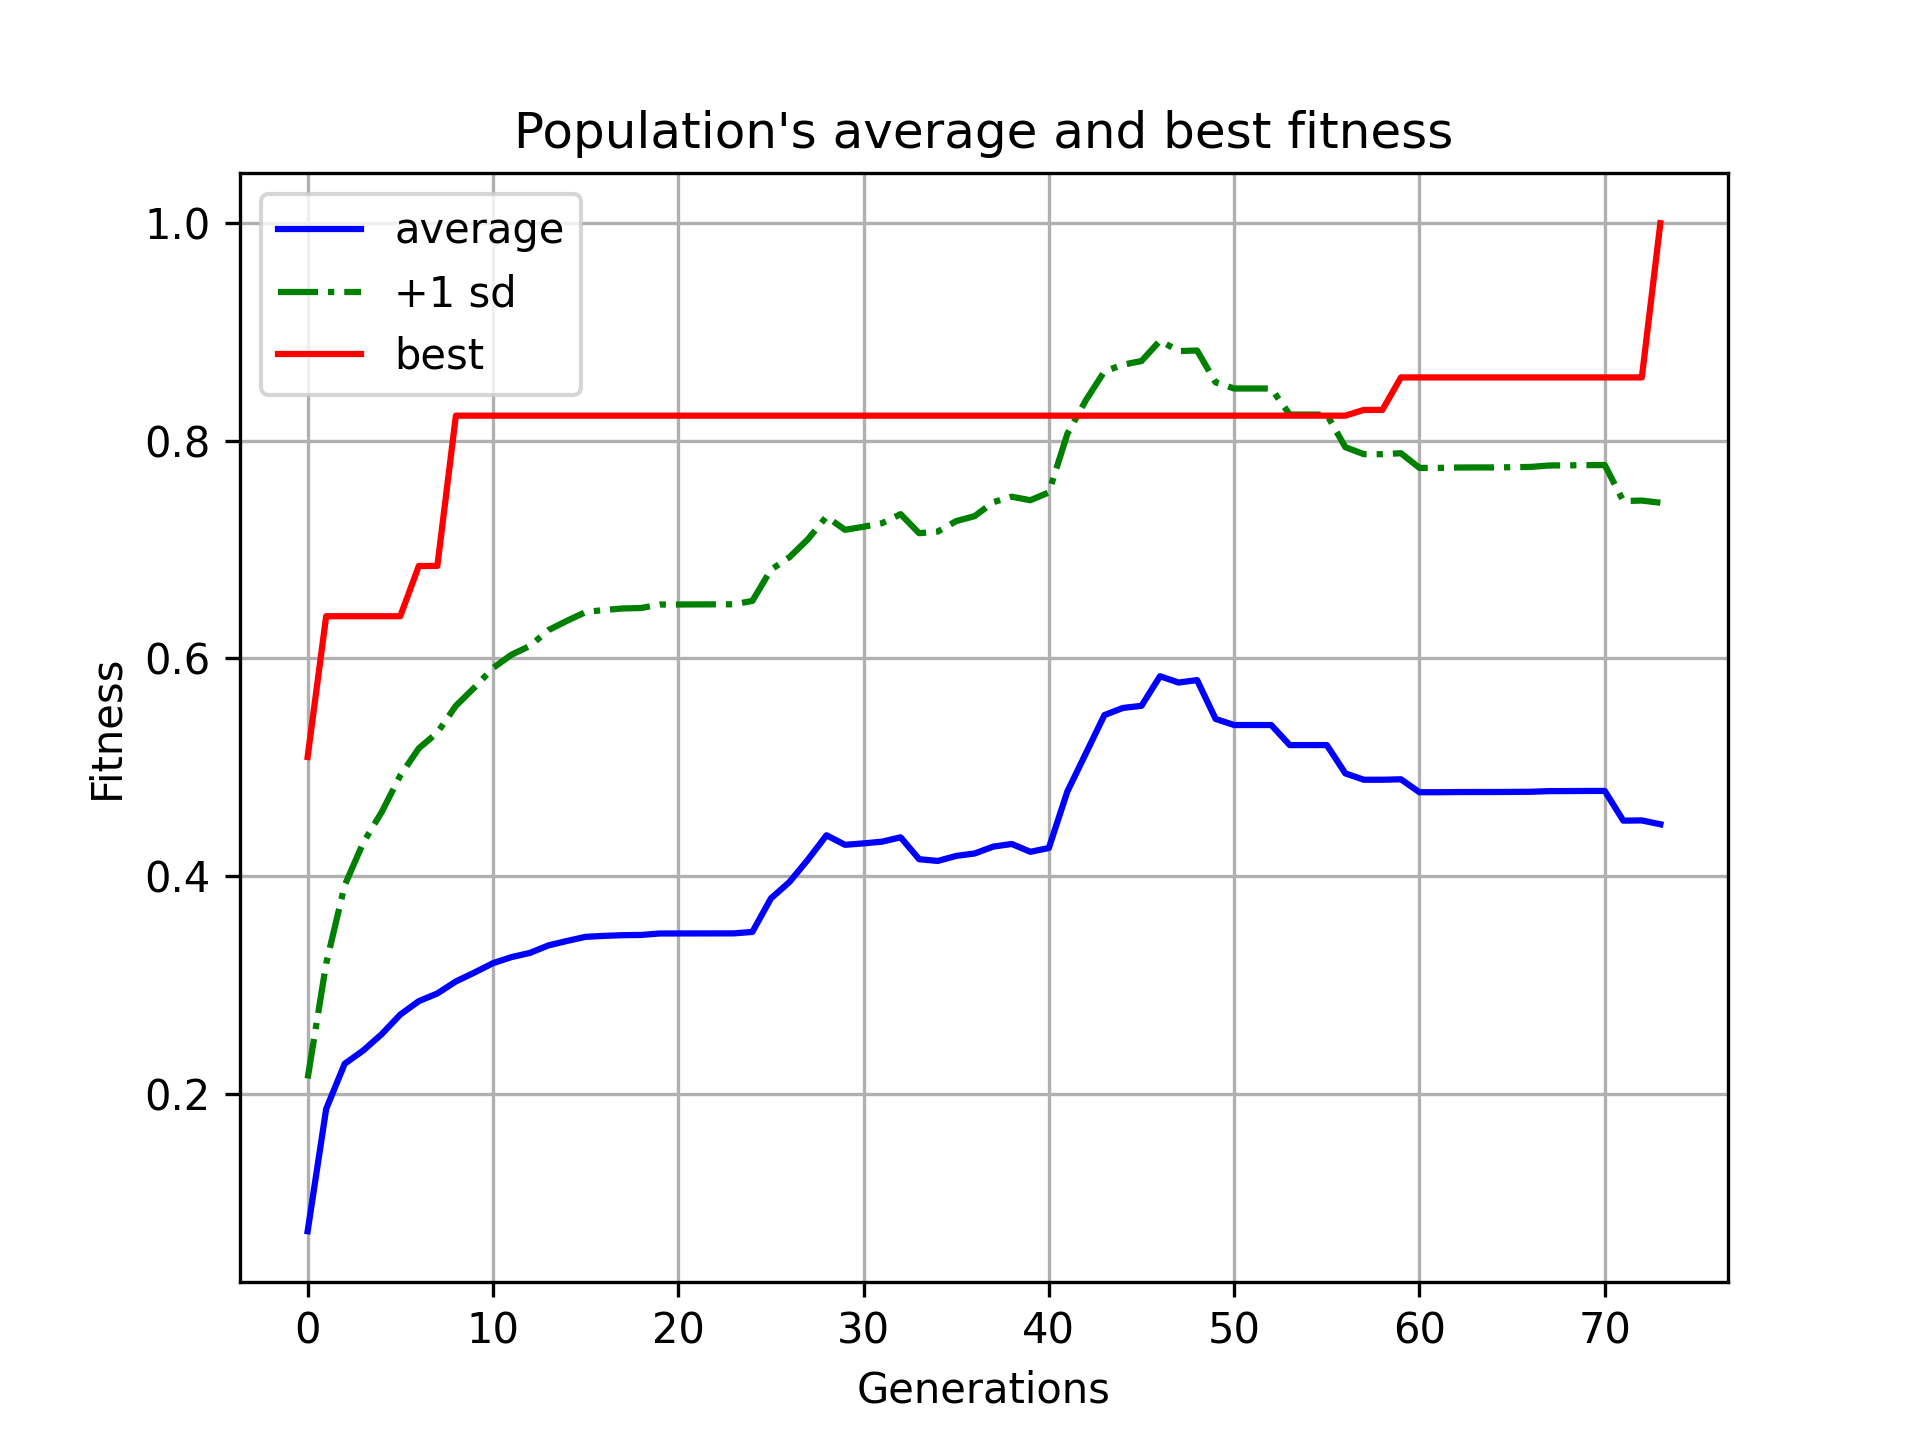 Population's average and best fitness
average
+1 sd
best
1.0
0.8
0.6
0.4
0.2
Fitness
0 10 20 30 40 50 60 70
Generations